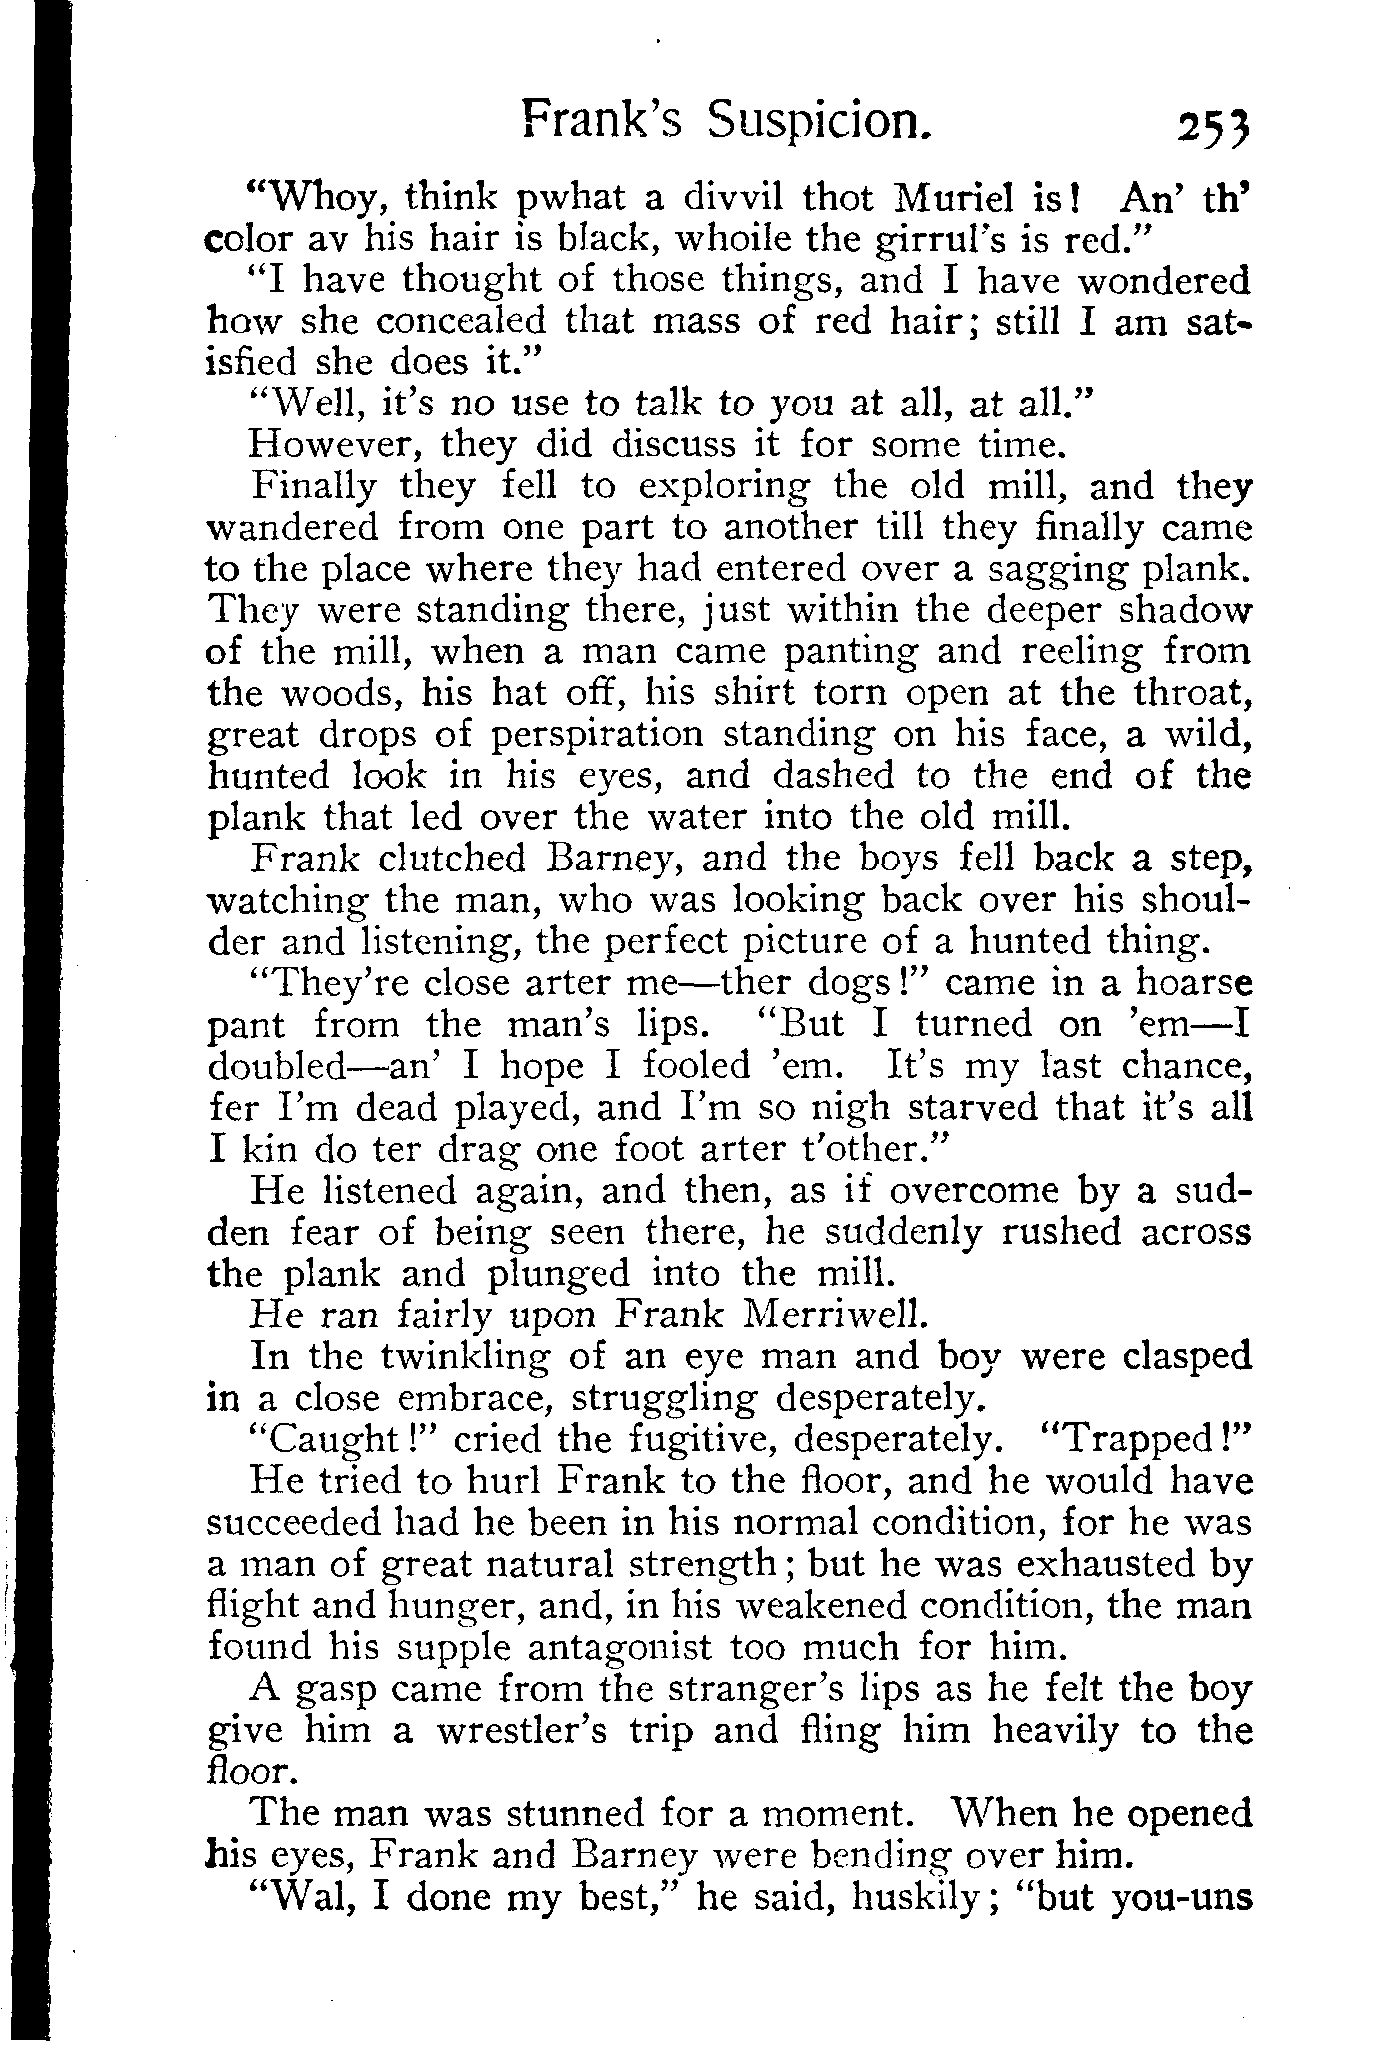 Frank's Suspicion. 253
"Whoy, think pwhat a divvil thot Muriel is! An' th'
color av his hair is black, whoile the girrul's is red."
"I have thought of those things, and I have wondered
how she concealed that mass of red hair; still I am sat-
isfied she does it."
"Well, it's no use to talk to you at all, at all."
However, they did discuss it for some time.
Finally they fell to exploring the old mill, and they
wandered from one part to another till they finally came
to the place where they had entered over a sagging plank.
They were standing there, just within the deeper shadow
of the mill, when a man came panting and reeling from
the woods, his hat off, his shirt torn open at the throat,
great drops of perspiration standing on his face, a wild,
hunted look in his eyes, and dashed to the end of the
plank that led over the water into the old mill.
Frank clutched Barney, and the boys fell back a step,
watching the man, who was looking back over his shoul-
der and listening, the perfect picture of a hunted thing.
"They're close arter me—ther dogs!" came in a hoarse
pant from the man's lips. "But I turned on 'em—I
doubled—an' I hope I fooled 'em. It's my last chance,
fer I'm dead played, and I'm so nigh starved that it's all
I kin do ter drag one foot arter t'other."
He listened again, and then, as if overcome by a sud-
den fear of being seen there, he suddenly rushed across
the plank and plunged into the mill.
He ran fairly upon Frank Merriwell.
In the twinkling of an eye man and boy were clasped
in a close embrace, struggling desperately.
"Caught!" cried the fugitive, desperately. "Trapped!"
He tried to hurl Frank to the floor, and he would have
succeeded had he been in his normal condition, for he was
a man of great natural strength; but he was exhausted by
flight and hunger, and, in his weakened condition, the man
found his supple antagonist too much for him.
A gasp came from the stranger's lips as he felt the boy
give him a wrestler's trip and fling him heavily to the
floor.
The man was stunned for a moment. When he opened
his eyes, Frank and Barney were bending over him.
"Wal, I done my best," he said, huskily; "but you-uns